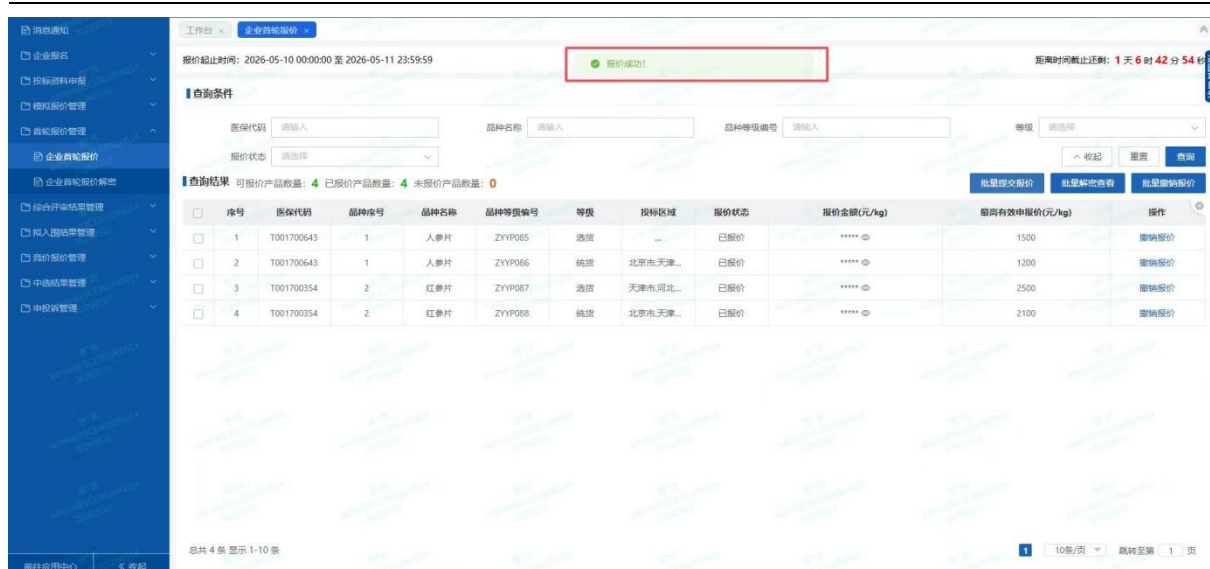 消息通知
企业报名
投标资料申报
模拟报价管理
首轮报价管理
企业首轮报价
企业首轮报价解密
综合评审结果管理
拟入围结果管理
竞价报价管理
中选结果管理
申投诉管理
前往应用中心 《 收起
工作台 × 企业首轮报价 ×
报价起止时间: 2026-05-10 00:00:00 至 2026-05-11 23:59:59 报价成功! 距离时间截止还剩: 1 天 6 时 42 分 54 秒
查询条件
医保代码 请输入 品种名称 请输入 品种等级编号 请输入 等级 请选择
报价状态 请选择 收起 重置 查询
查询结果 可报价产品数量: 4 已报价产品数量: 4 未报价产品数量: 0 批量提交报价 批量解密查看 批量撤销报价
序号 医保代码 品种序号 品种名称 品种等级编号 等级 投标区域 报价状态 报价金额(元/kg) 最高有效申报价(元/kg) 操作
1 T001700643 1 人参片 ZYYP085 选货 ... 已报价 ***** 1500 撤销报价
2 T001700643 1 人参片 ZYYP086 统货 北京市,天津... 已报价 ***** 1200 撤销报价
3 T001700354 2 红参片 ZYYP087 选货 天津市,河北... 已报价 ***** 2500 撤销报价
4 T001700354 2 红参片 ZYYP088 统货 北京市,天津... 已报价 ***** 2100 撤销报价
总共 4 条 显示 1-10 条 1 10条/页 跳转至第 1 页